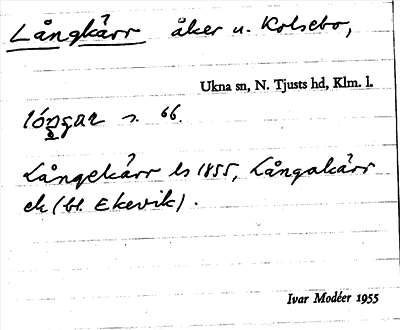 Långkärr åker u. Kolsebo,
Ukna sn, N. Tjusts hd, Klm. l.
s. 66.
Långekärr ls 1855, Långakärr
ek (bl. Ekevik).
Ivar Modéer 1955